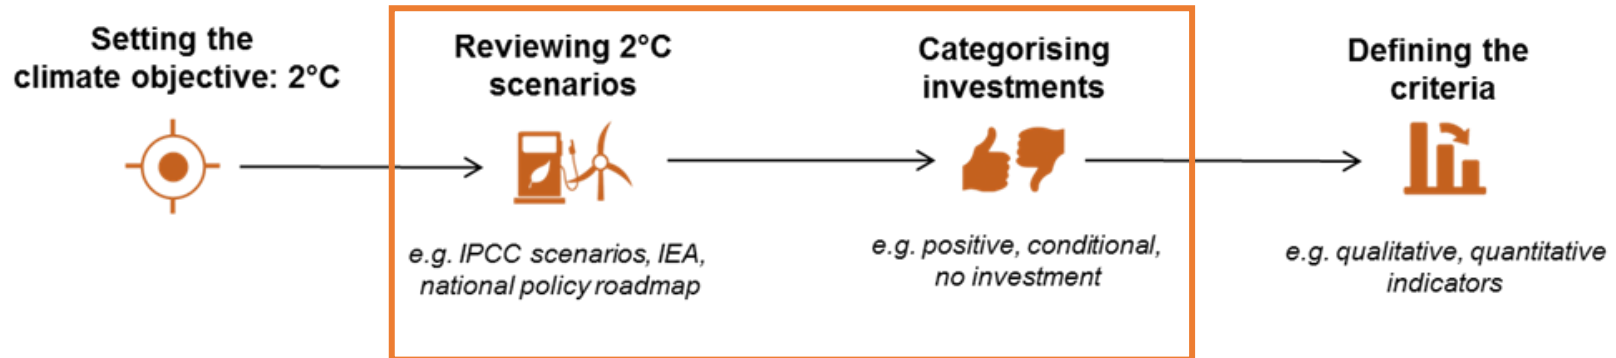 Setting the
climate objective: 2°C
Reviewing 2°C
scenarios
e.g. IPCC scenarios, IEA,
national policy roadmap
Categorising
investments
e.g. positive, conditional,
no investment
Defining the
criteria
e.g. qualitative, quantitative
indicators